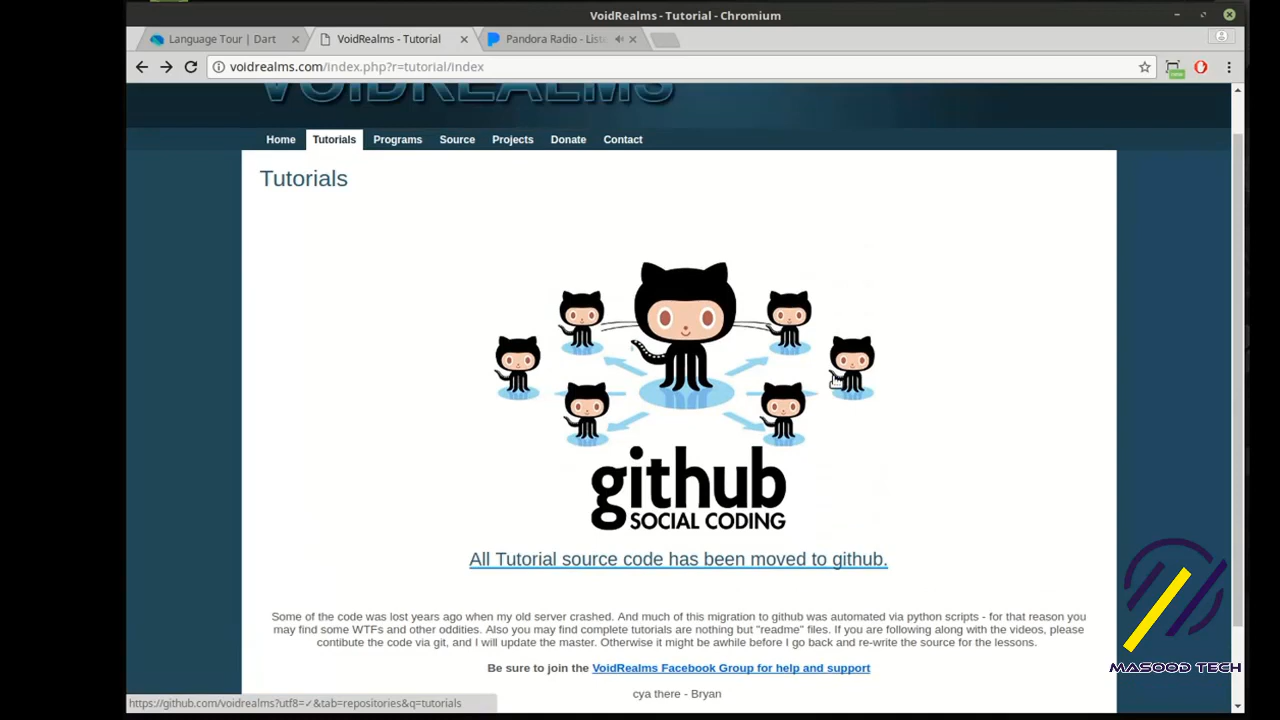 VoidRealms - Tutorial - Chromium
Language Tour | Dart
VoidRealms - Tutorial
Pandora Radio - Liste
voidrealms.com/index.php?r=tutorial/index
VOIDREALMS
Home Tutorials Programs Source Projects Donate Contact
Tutorials
github
SOCIAL CODING
All Tutorial source code has been moved to github.
Some of the code was lost years ago when my old server crashed. And much of this migration to github was automated via python scripts - for that reason you
may find some WTFs and other oddities. Also you may find complete tutorials are nothing but "readme" files. If you are following along with the videos, please
contibute the code via git, and I will update the master. Otherwise it might be awhile before I go back and re-write the source for the lessons.
Be sure to join the VoidRealms Facebook Group for help and support
cya there - Bryan
https://github.com/voidrealms?utf8=✓&tab=repositories&q=tutorials
MASOOD TECH